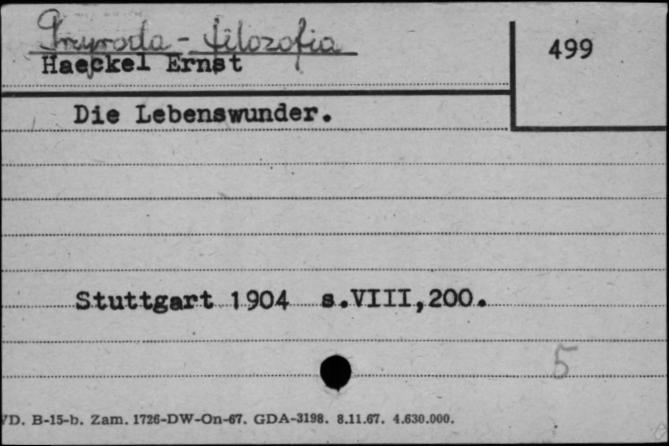 Przyroda - filozofia
Haeckel Ernst
499
Die Lebenswunder.
Stuttgart 1904 s.VIII,200.
5
D. B-15-b. Zam. 1726-DW-On-67. GDA-3198. 8.11.67. 4.630.000.